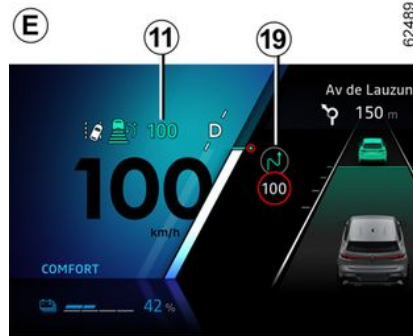 E
11
19
62489
Av de Lauzun
150 m
100
D
100
km/h
100
COMFORT
42 %